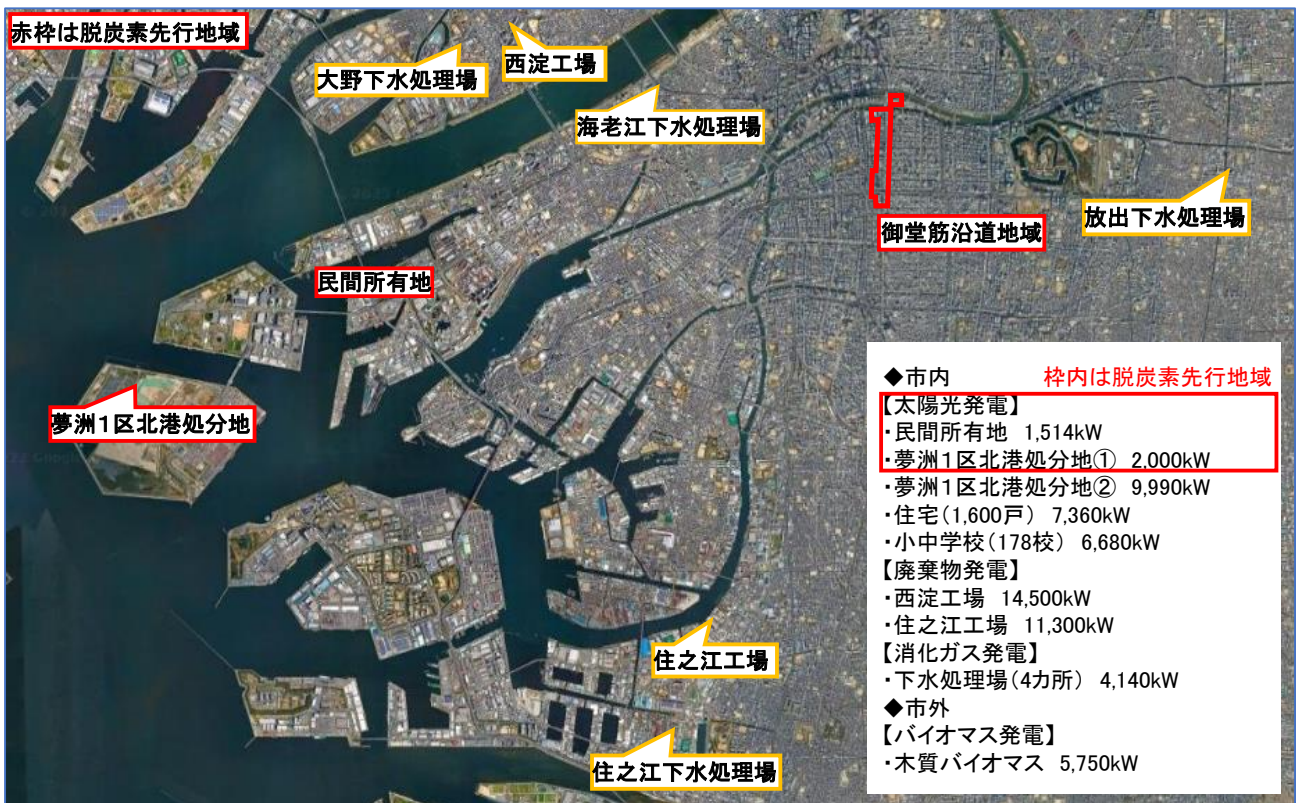 赤枠は脱炭素先行地域
西淀工場
大野下水処理場
海老江下水処理場
放出下水処理場
御堂筋沿道地域
民間所有地
夢洲1区北港処分地
住之江工場
住之江下水処理場
◆市内 枠内は脱炭素先行地域
【太陽光発電】
・民間所有地 1,514kW
・夢洲1区北港処分地① 2,000kW
・夢洲1区北港処分地② 9,990kW
・住宅(1,600戸) 7,360kW
・小中学校(178校) 6,680kW
【廃棄物発電】
・西淀工場 14,500kW
・住之江工場 11,300kW
【消化ガス発電】
・下水処理場(4カ所) 4,140kW
◆市外
【バイオマス発電】
・木質バイオマス 5,750kW